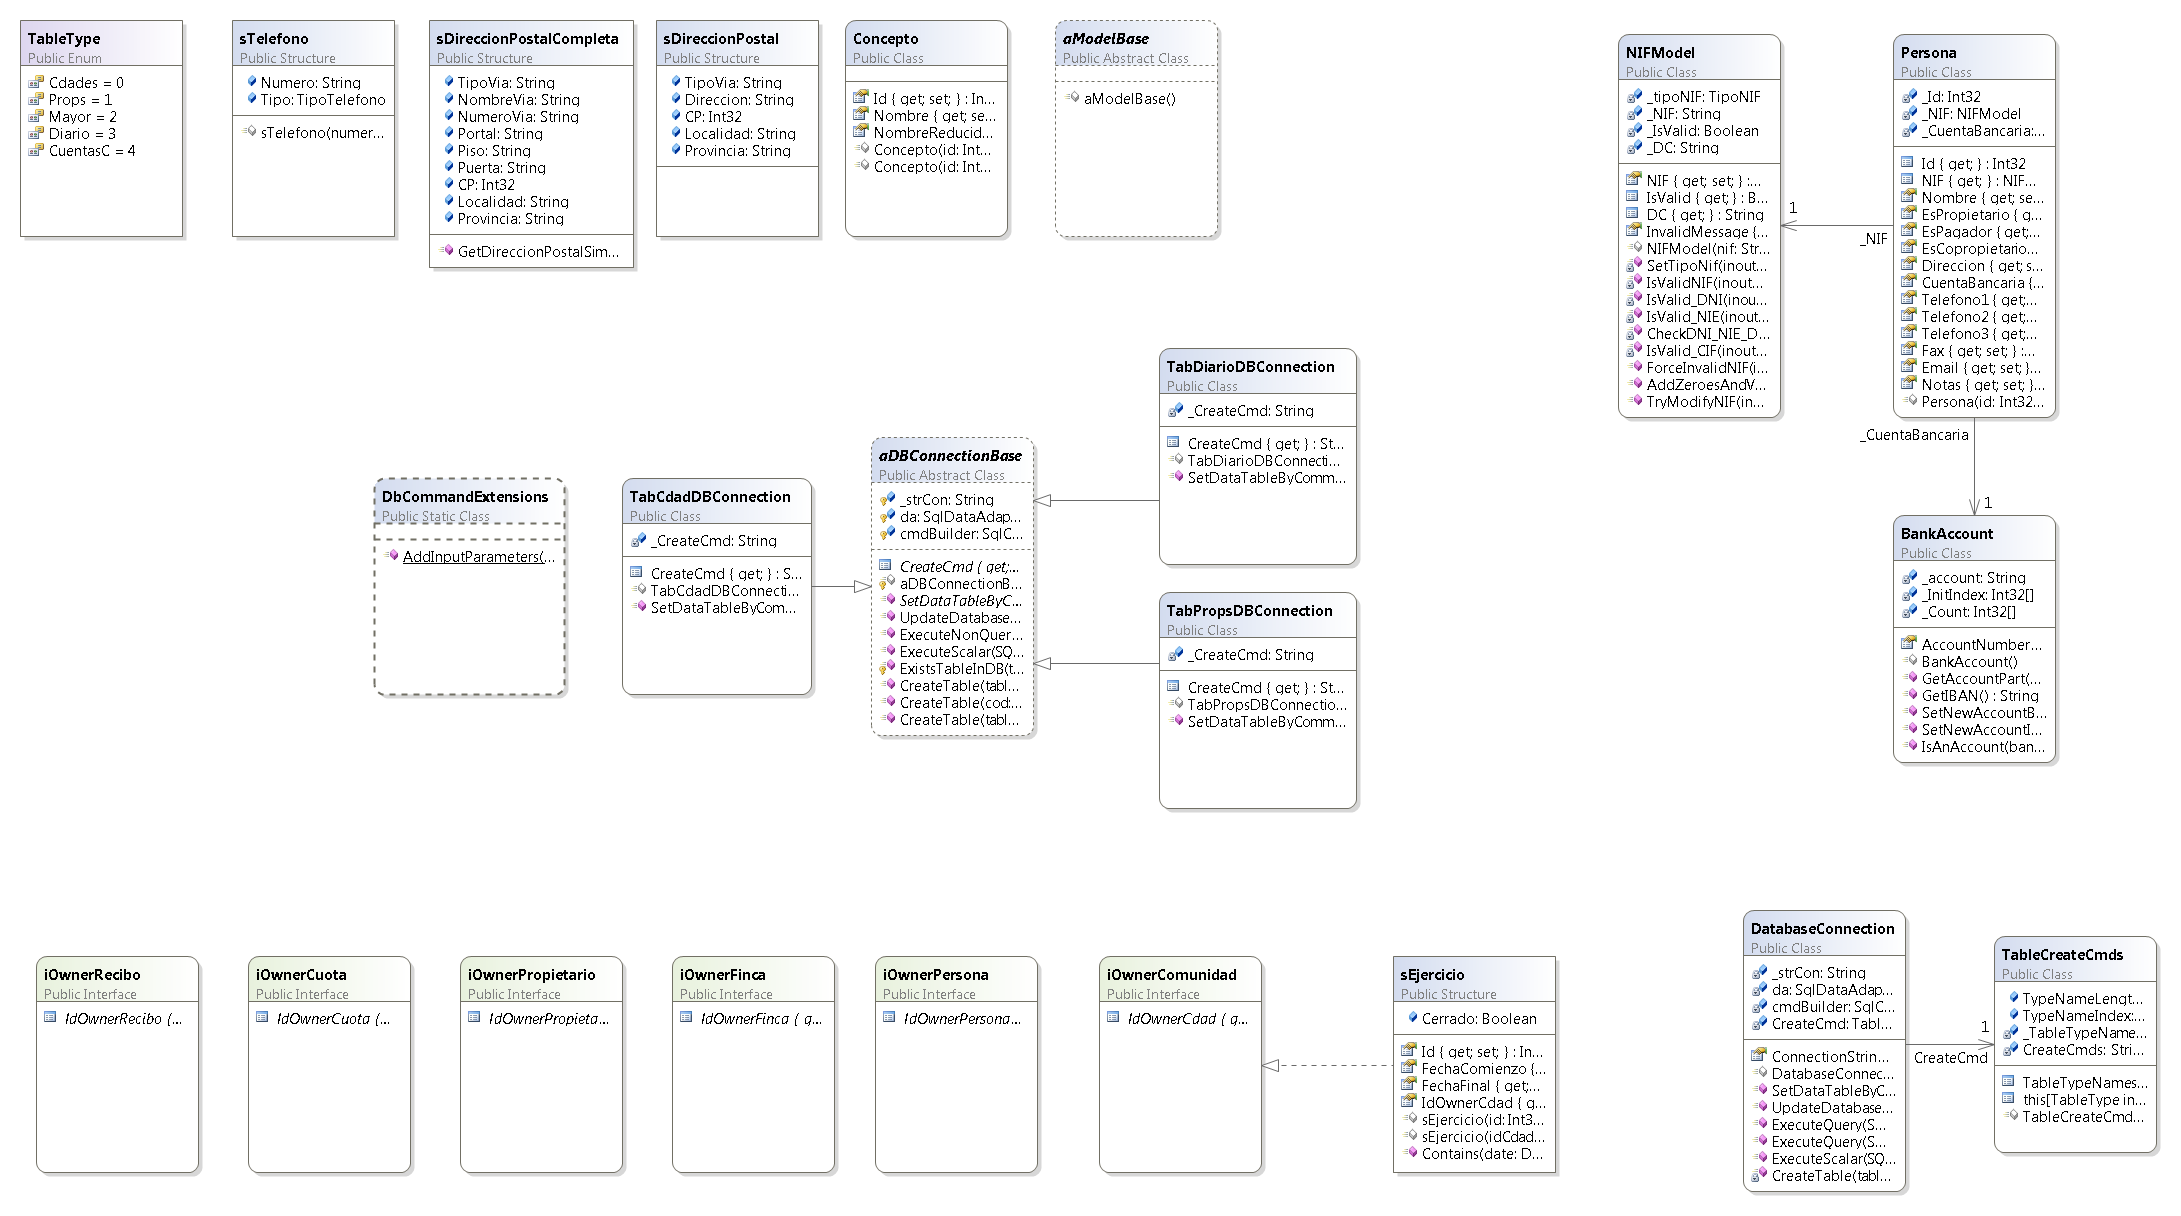 TableType
Public Enum
Cdades = 0
Props = 1
Mayor = 2
Diario = 3
CuentasC = 4
sTelefono
Public Structure
Numero: String
Tipo: TipoTelefono
sTelefono(numer...
sDireccionPostalCompleta
Public Structure
TipoVia: String
NombreVia: String
NumeroVia: String
Portal: String
Piso: String
Puerta: String
CP: Int32
Localidad: String
Provincia: String
GetDireccionPostalSim...
sDireccionPostal
Public Structure
TipoVia: String
Direccion: String
CP: Int32
Localidad: String
Provincia: String
Concepto
Public Class
Id { get; set; } : In...
Nombre { get; se...
NombreReducid...
Concepto(id: Int...
Concepto(id: Int...
aModelBase
Public Abstract Class
aModelBase()
NIFModel
Public Class
_tipoNIF: TipoNIF
_NIF: String
_IsValid: Boolean
_DC: String
NIF { get; set; } :...
IsValid { get; } : B...
DC { get; } : String
InvalidMessage {...
NIFModel(nif: Str...
SetTipoNif(inout...
IsValidNIF(inout...
IsValid_DNI(inou...
IsValid_NIE(inout...
CheckDNI_NIE_D...
IsValid_CIF(inout...
ForceInvalidNIF(i...
AddZeroesAndV...
TryModifyNIF(in...
1
_NIF
Persona
Public Class
_Id: Int32
_NIF: NIFModel
_CuentaBancaria:...
Id { get; } : Int32
NIF { get; } : NIF...
Nombre { get; se...
EsPropietario { g...
EsPagador { get;...
EsCopropietario...
Direccion { get; s...
CuentaBancaria {...
Telefono1 { get;...
Telefono2 { get;...
Telefono3 { get;...
Fax { get; set; } :...
Email { get; set; }...
Notas { get; set; }...
Persona(id: Int32...
_CuentaBancaria
1
BankAccount
Public Class
_account: String
_InitIndex: Int32[]
_Count: Int32[]
AccountNumber...
BankAccount()
GetAccountPart(...
GetIBAN() : String
SetNewAccountB...
SetNewAccountI...
IsAnAccount(ban...
DbCommandExtensions
Public Static Class
AddInputParameters(...
TabCdadDBConnection
Public Class
_CreateCmd: String
CreateCmd { get; } : S...
TabCdadDBConnecti...
SetDataTableByCom...
aDBConnectionBase
Public Abstract Class
_strCon: String
da: SqlDataAdap...
cmdBuilder: SqlC...
CreateCmd { get;...
aDBConnectionB...
SetDataTableByC...
UpdateDatabase...
ExecuteNonQuer...
ExecuteScalar(SQ...
ExistsTableInDB(t...
CreateTable(tabl...
CreateTable(cod:...
CreateTable(tabl...
TabDiarioDBConnection
Public Class
_CreateCmd: String
CreateCmd { get; } : St...
TabDiarioDBConnecti...
SetDataTableByComm...
TabPropsDBConnection
Public Class
_CreateCmd: String
CreateCmd { get; } : St...
TabPropsDBConnectio...
SetDataTableByComm...
iOwnerRecibo
Public Interface
IdOwnerRecibo {...
iOwnerCuota
Public Interface
IdOwnerCuota {...
iOwnerPropietario
Public Interface
IdOwnerPropieta...
iOwnerFinca
Public Interface
IdOwnerFinca { g...
iOwnerPersona
Public Interface
IdOwnerPersona...
iOwnerComunidad
Public Interface
IdOwnerCdad { g...
sEjercicio
Public Structure
Cerrado: Boolean
Id { get; set; } : In...
FechaComienzo {...
FechaFinal { get;...
IdOwnerCdad { g...
sEjercicio(id: Int3...
sEjercicio(idCdad...
Contains(date: D...
DatabaseConnection
Public Class
_strCon: String
da: SqlDataAdap...
cmdBuilder: SqlC...
CreateCmd: Tabl...
ConnectionStrin...
DatabaseConnec...
SetDataTableByC...
UpdateDatabase...
ExecuteQuery(S...
ExecuteQuery(S...
ExecuteScalar(SQ...
CreateTable(tabl...
1
CreateCmd
TableCreateCmds
Public Class
TypeNameLengt...
TypeNameIndex:...
_TableTypeName...
CreateCmds: Stri...
TableTypeNames...
this[TableType in...
TableCreateCmd...